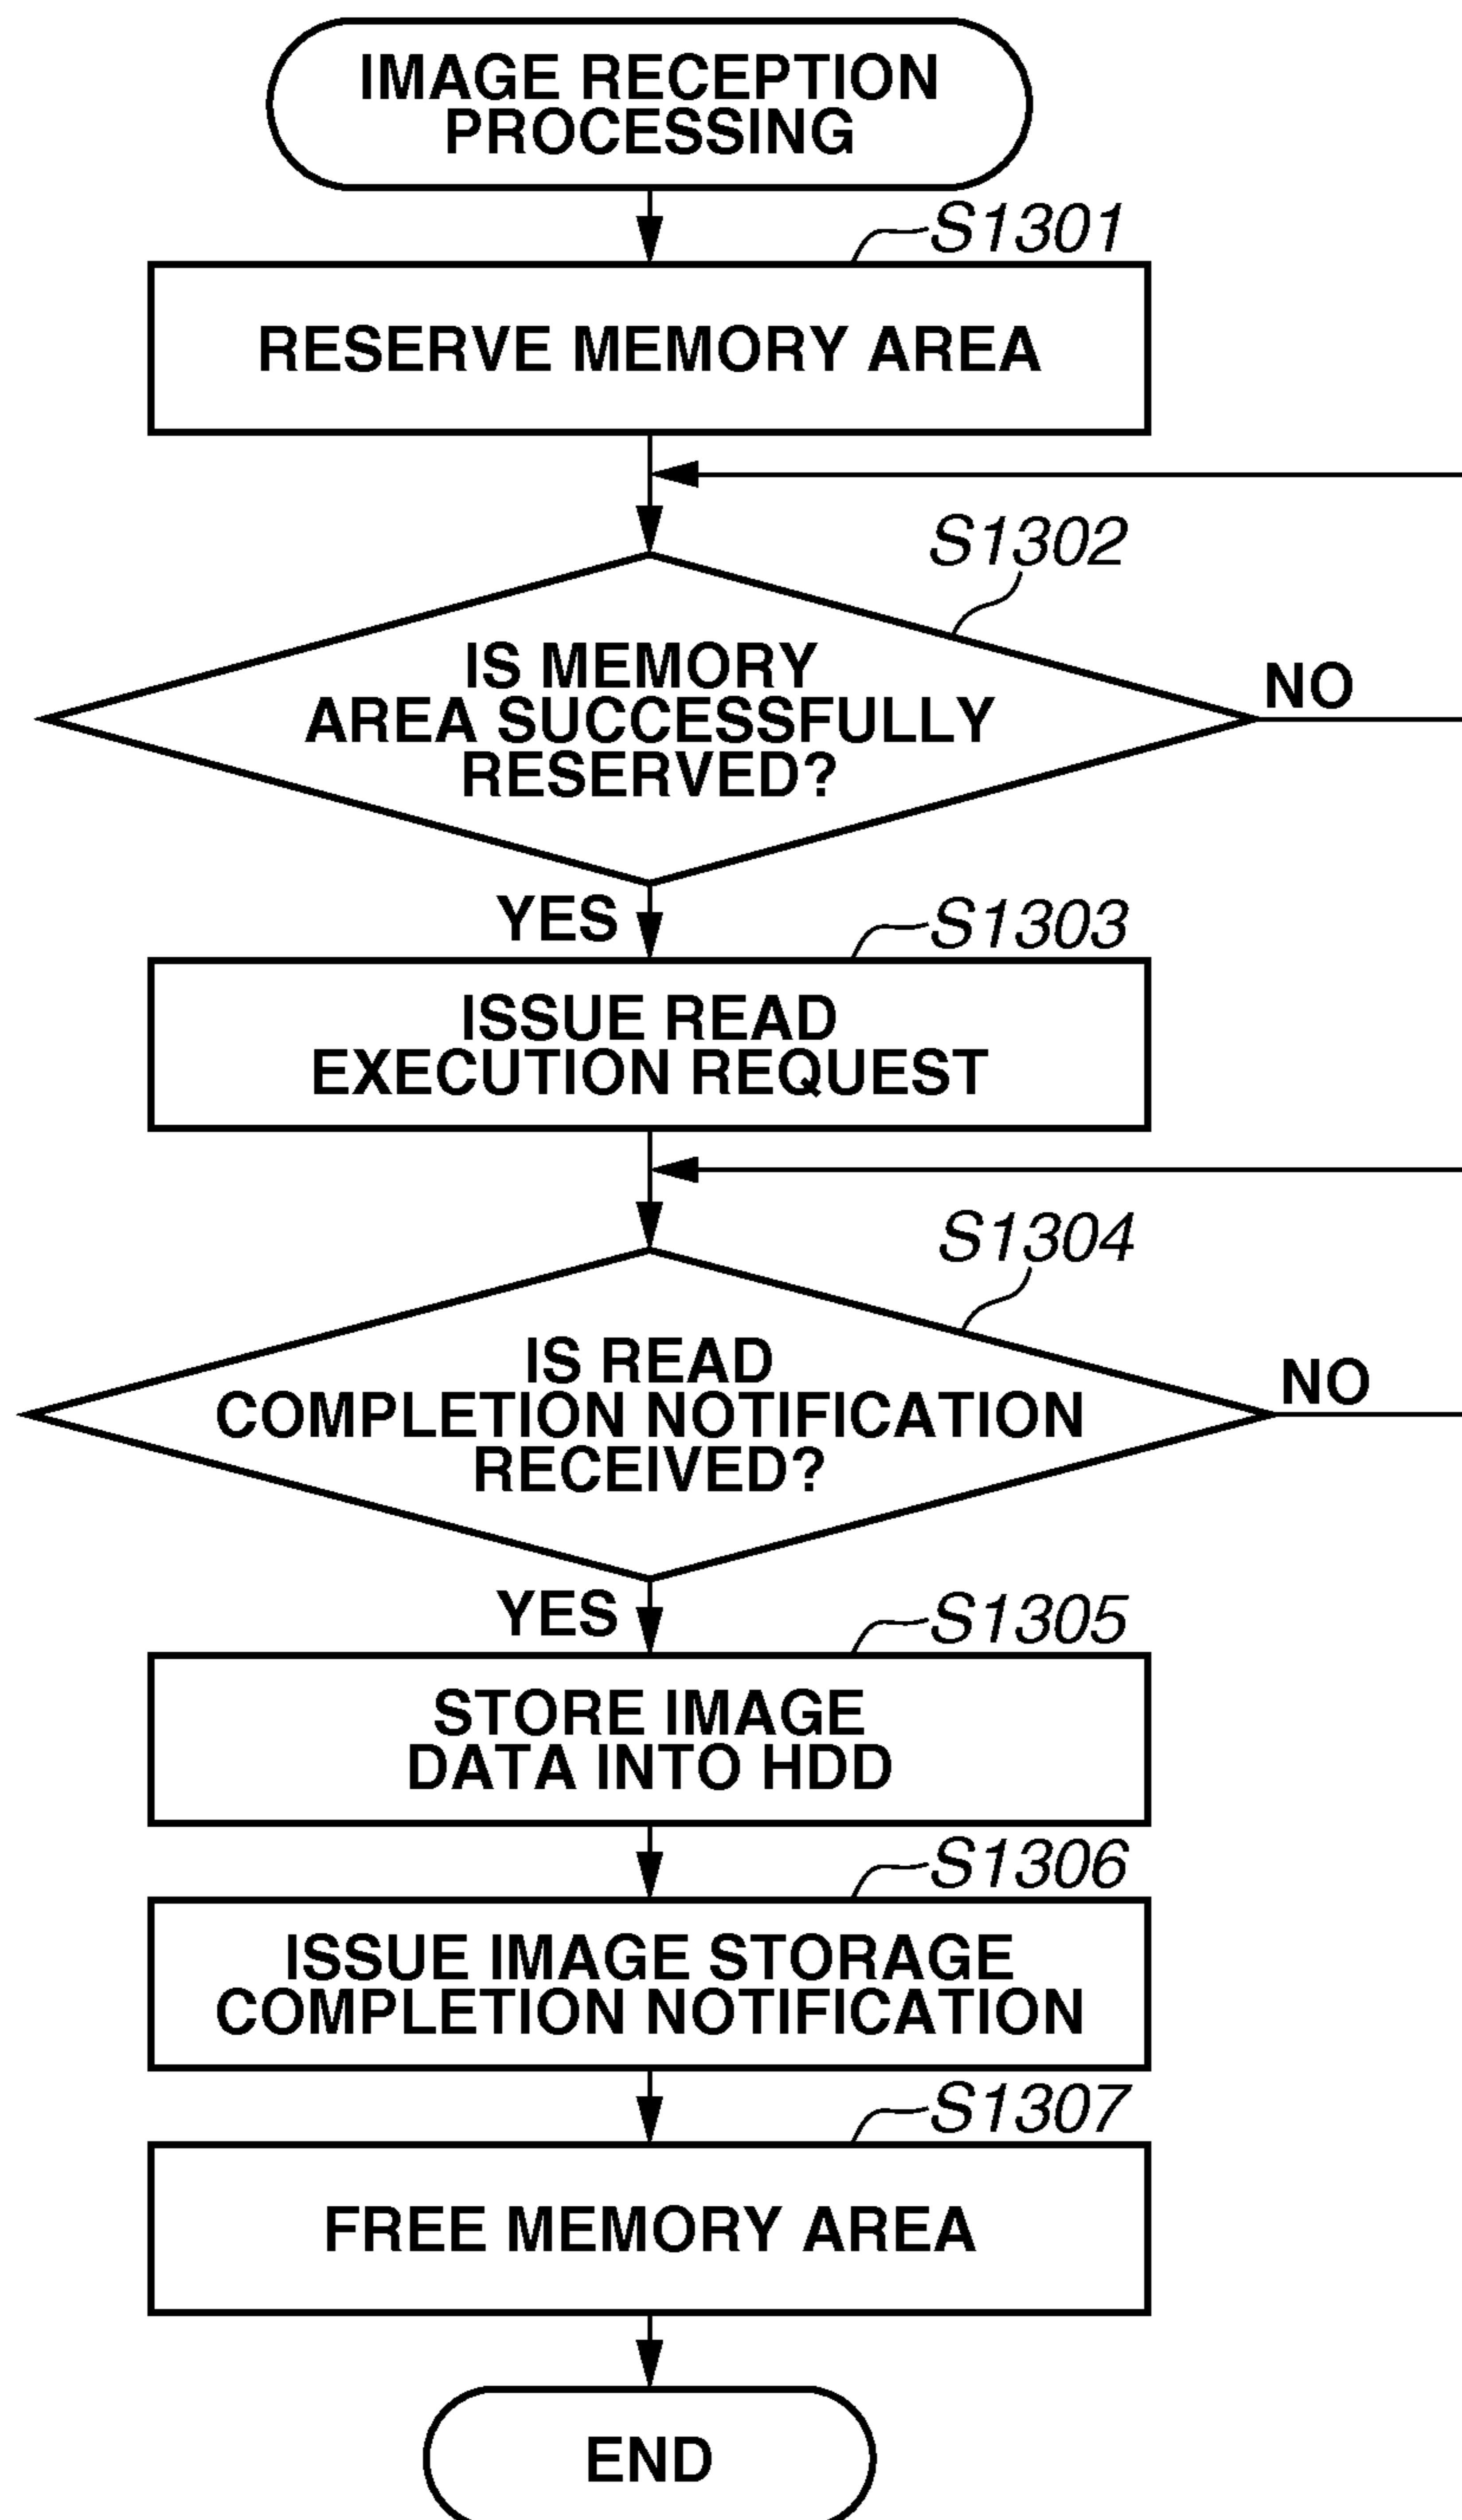 IMAGE RECEPTION
PROCESSING
S1301
RESERVE MEMORY AREA
S1302
IS MEMORY
AREA SUCCESSFULLY
RESERVED?
NO
YES
S1303
ISSUE READ
EXECUTION REQUEST
S1304
IS READ
COMPLETION NOTIFICATION
RECEIVED?
NO
YES
S1305
STORE IMAGE
DATA INTO HDD
S1306
ISSUE IMAGE STORAGE
COMPLETION NOTIFICATION
S1307
FREE MEMORY AREA
END